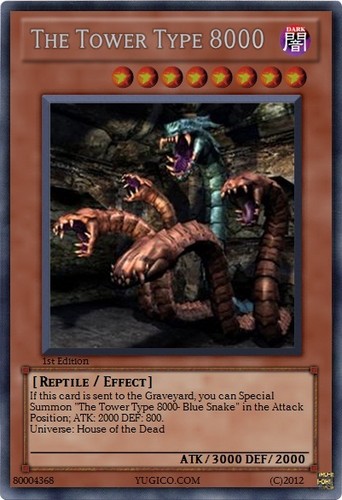 THE TOWER TYPE 8000
DARK
闇
1st Edition
[REPTILE / EFFECT]
If this card is sent to the Graveyard, you can Special
Summon "The Tower Type 8000- Blue Snake" in the Attack
Position; ATK: 2000 DEF: 800.
Universe: House of the Dead
ATK / 3000 DEF / 2000
80004368 YUGICO.COM (C)2012